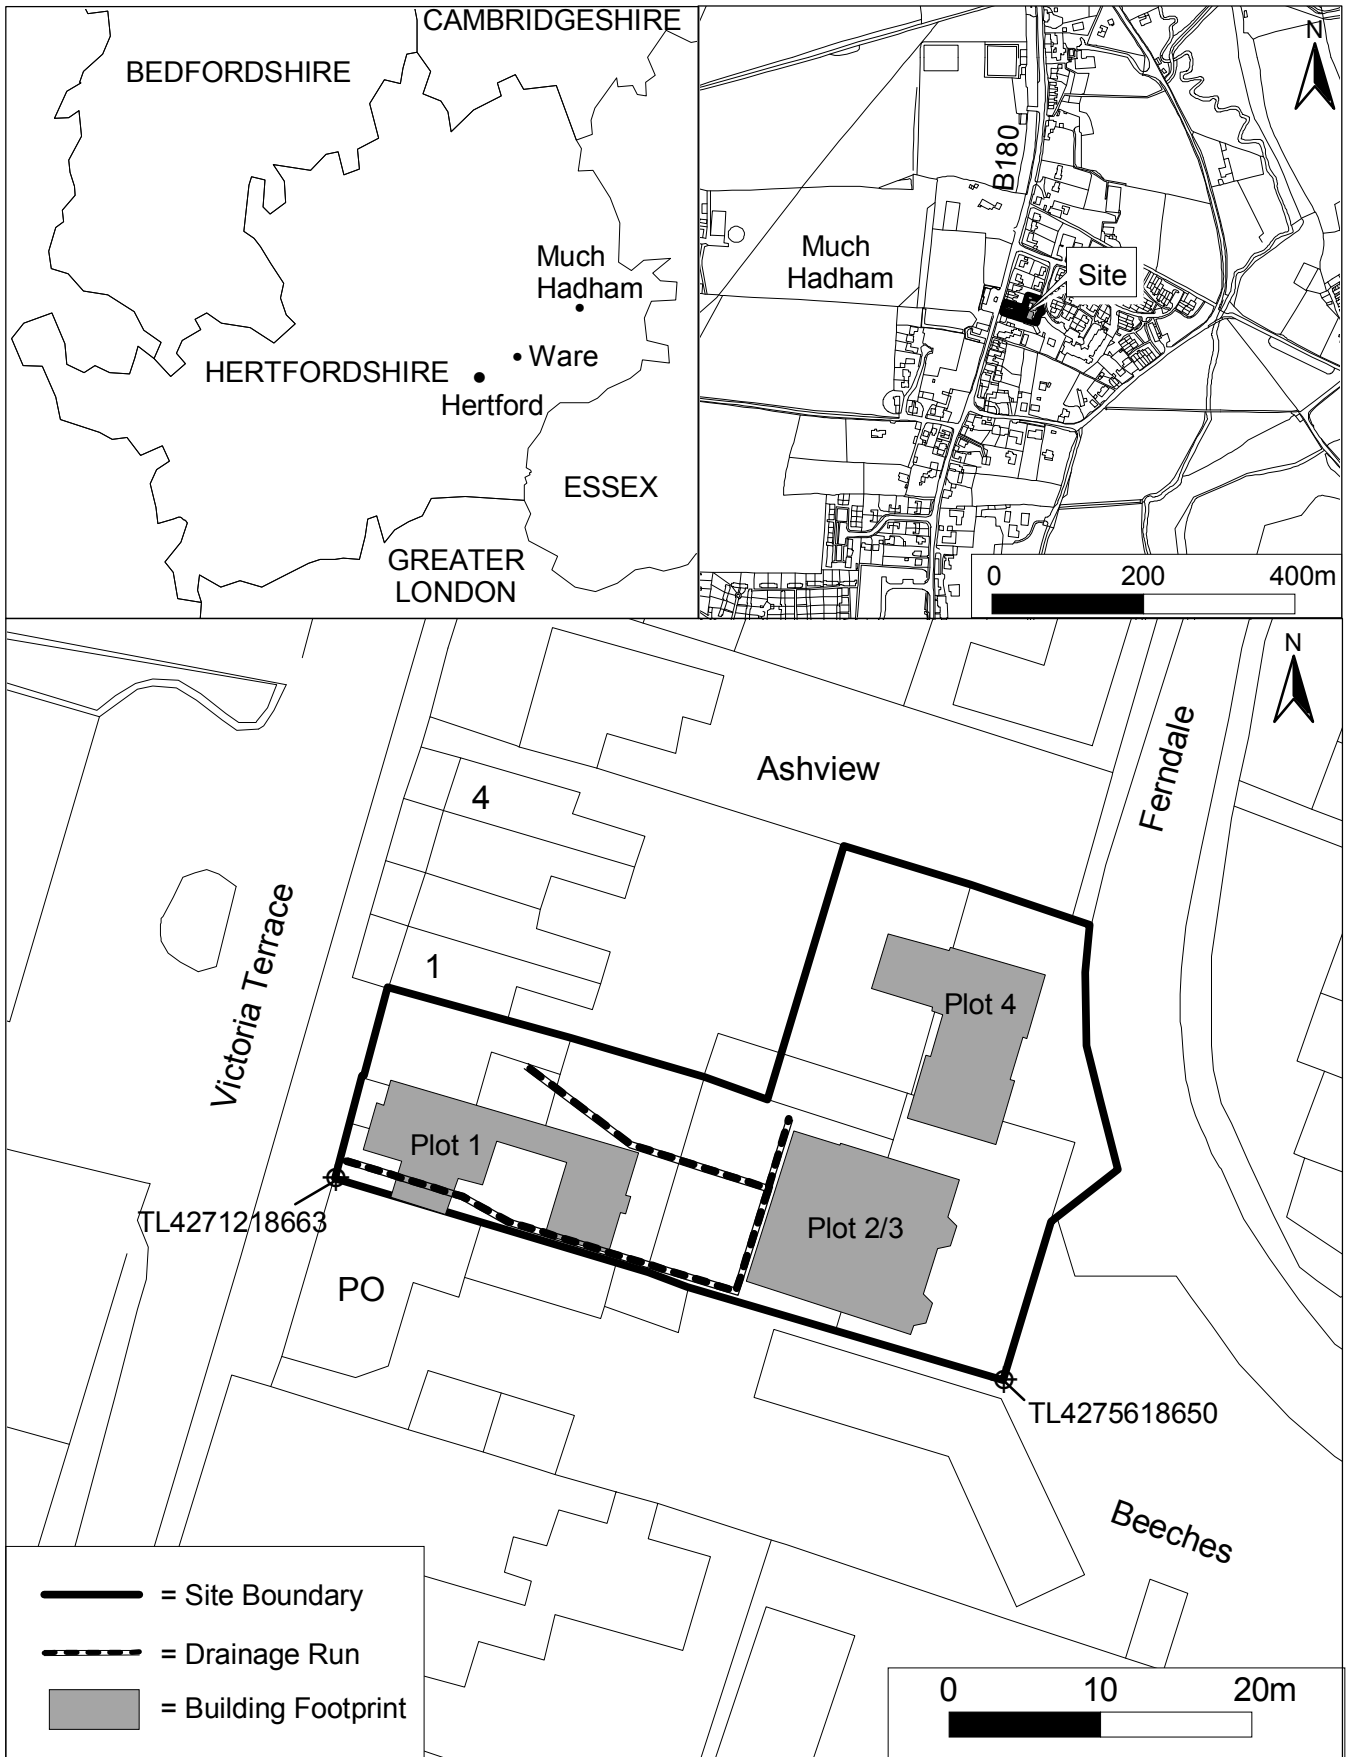 CAMBRIDGESHIRE
BEDFORDSHIRE
Much
Hadham
Ware
HERTFORDSHIRE
Hertford
ESSEX
GREATER
LONDON
N
B180
Much
Hadham
Site
0 200 400m
N
Ashview
Ferndale
4
Victoria Terrace
1
Plot 4
Plot 1
Plot 2/3
TL4271218663
PO
TL4275618650
Beeches
= Site Boundary
= Drainage Run
= Building Footprint
0 10 20m